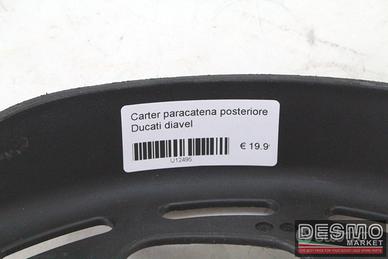 Carter paracatena posteriore
Ducati diavel
€ 19.9
U12495
DESMO
MARKET